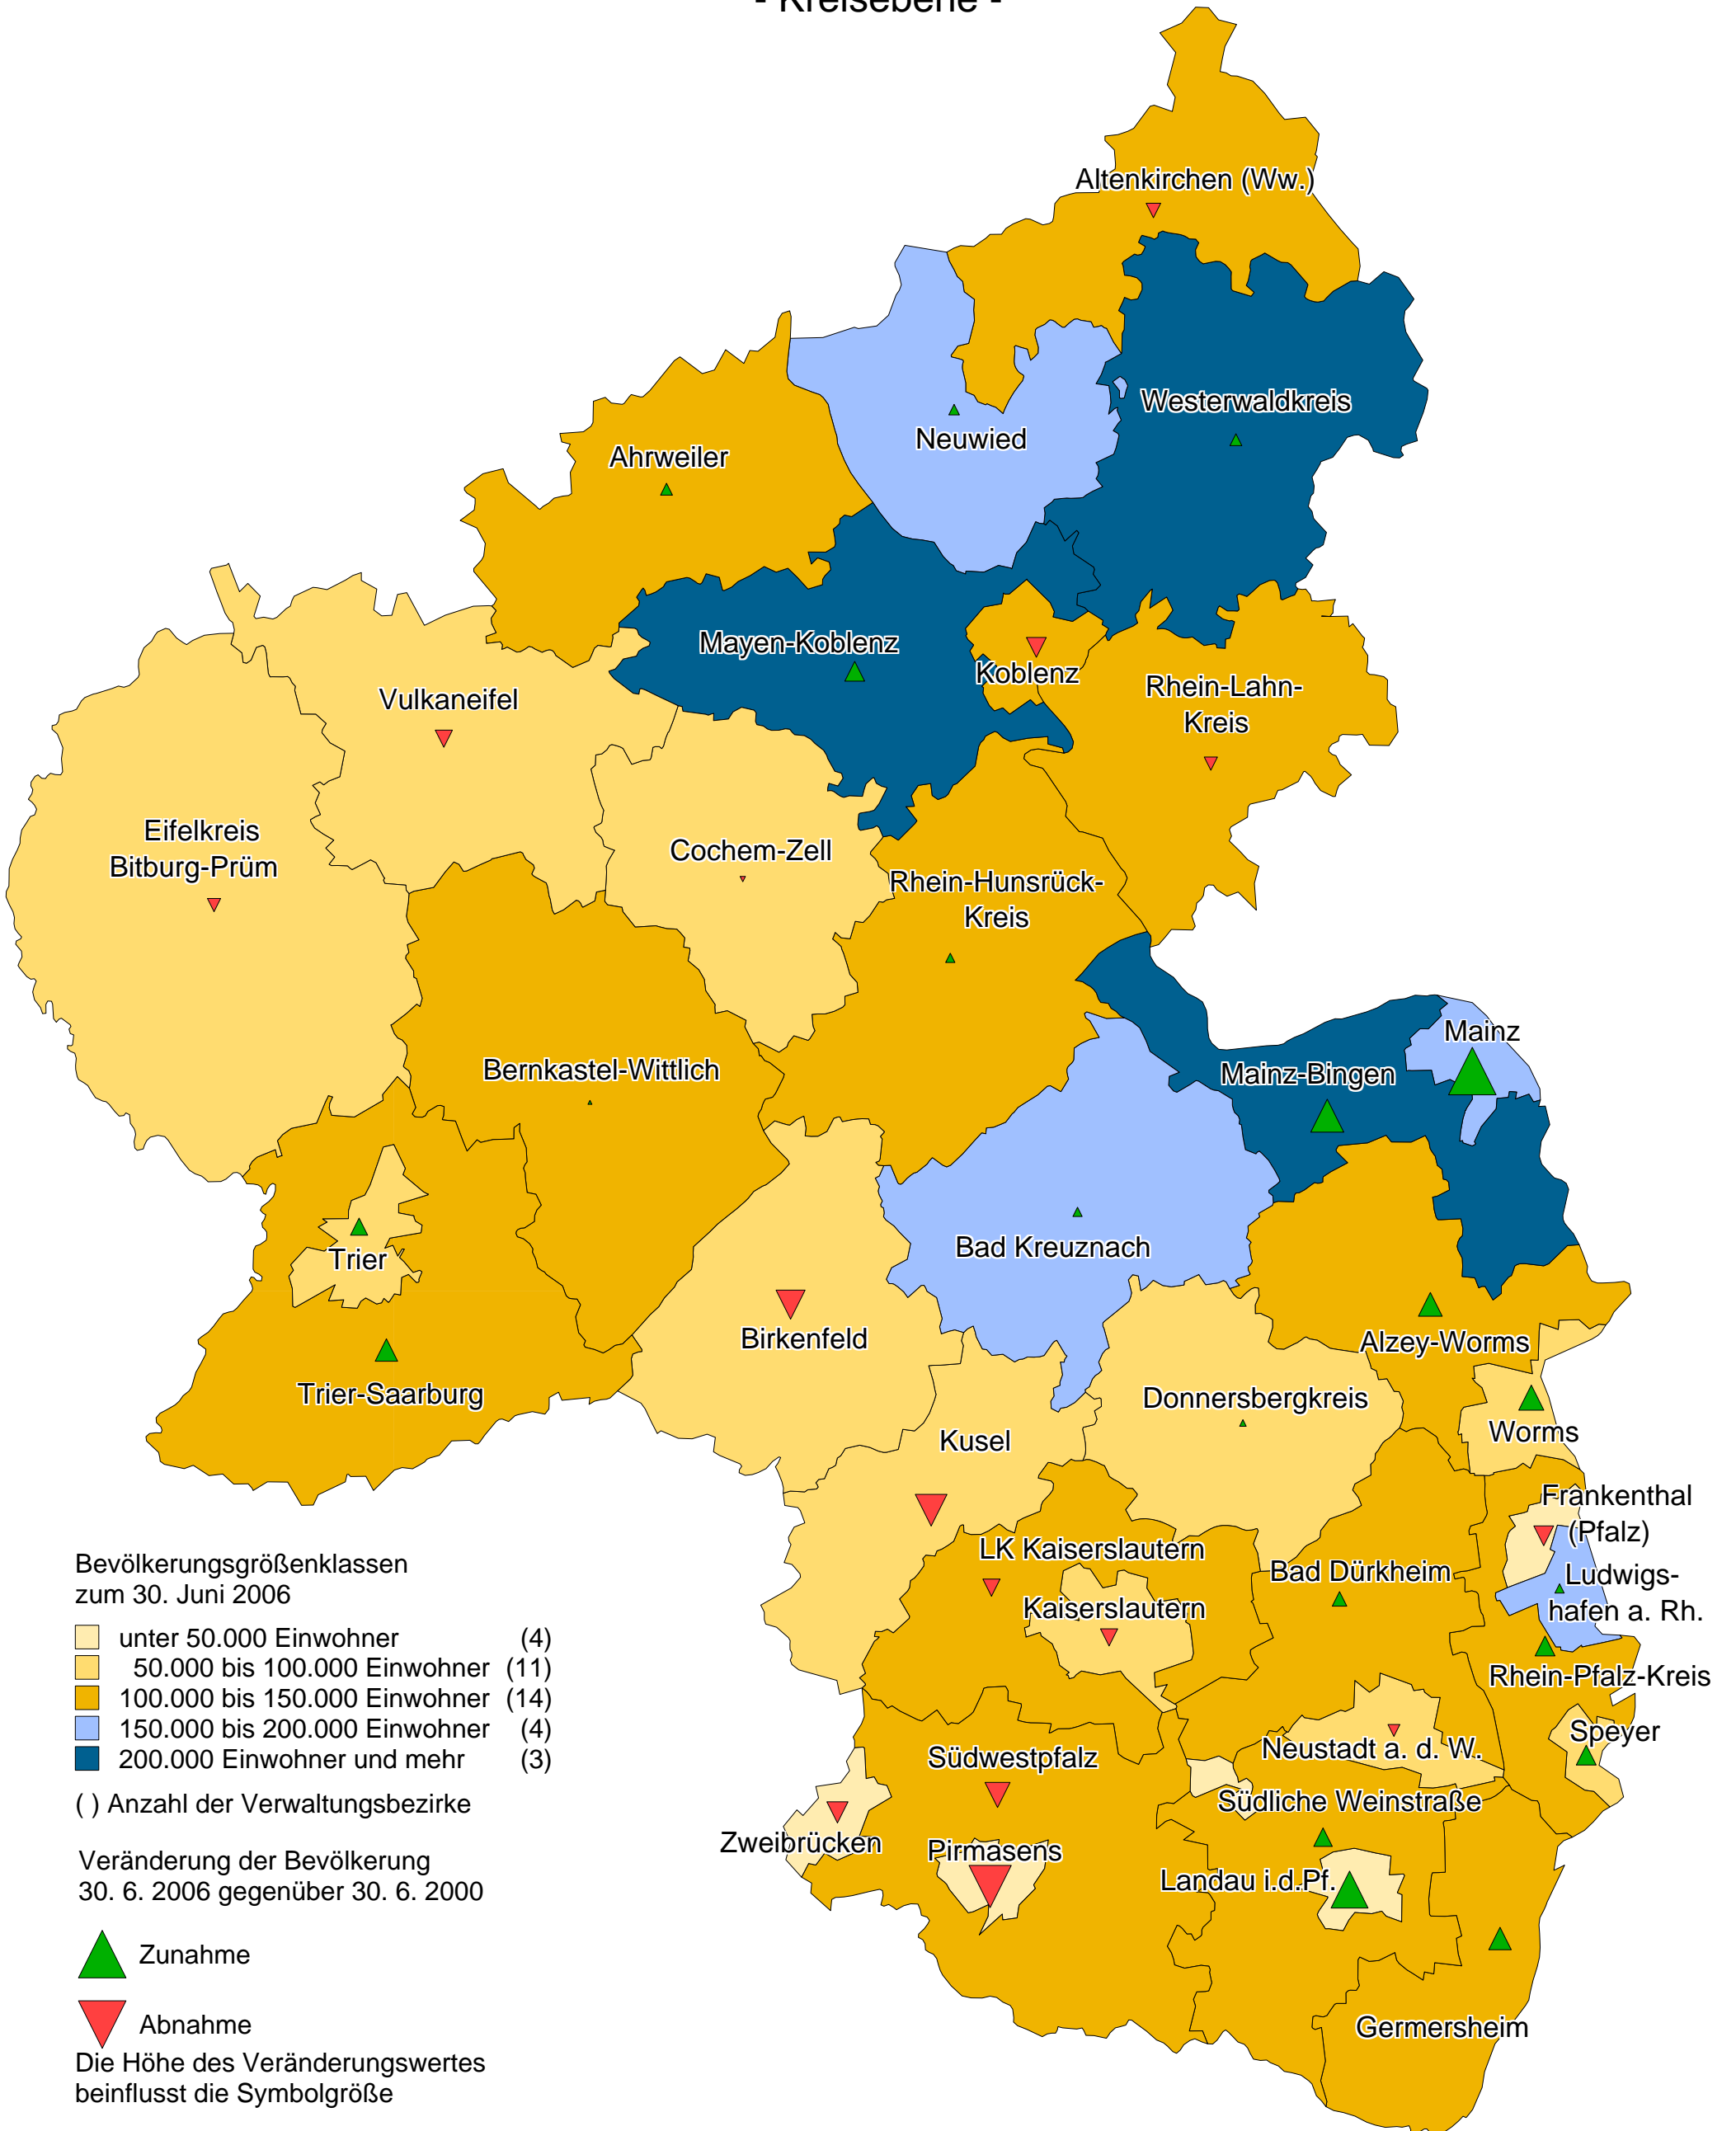 - Kreisebene -
Altenkirchen (Ww.)
Westerwaldkreis
Neuwied
Ahrweiler
Mayen-Koblenz
Koblenz
Rhein-Lahn-
Kreis
Vulkaneifel
Eifelkreis
Bitburg-Prüm
Cochem-Zell
Rhein-Hunsrück-
Kreis
Mainz
Mainz-Bingen
Bernkastel-Wittlich
Bad Kreuznach
Trier
Birkenfeld
Alzey-Worms
Trier-Saarburg
Donnersbergkreis
Worms
Kusel
Frankenthal
(Pfalz)
LK Kaiserslautern
Bad Dürkheim
Ludwigs-
hafen a. Rh.
Kaiserslautern
Rhein-Pfalz-Kreis
Speyer
Neustadt a. d. W.
Südwestpfalz
Südliche Weinstraße
Zweibrücken
Pirmasens
Landau i.d.Pf.
Germersheim
Bevölkerungsgrößenklassen
zum 30. Juni 2006
unter 50.000 Einwohner (4)
50.000 bis 100.000 Einwohner (11)
100.000 bis 150.000 Einwohner (14)
150.000 bis 200.000 Einwohner (4)
200.000 Einwohner und mehr (3)
( ) Anzahl der Verwaltungsbezirke
Veränderung der Bevölkerung
30. 6. 2006 gegenüber 30. 6. 2000
Zunahme
Abnahme
Die Höhe des Veränderungswertes
beinflusst die Symbolgröße